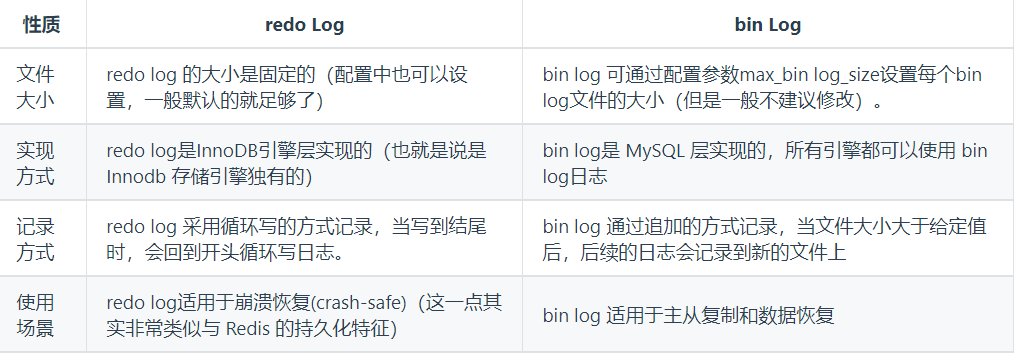 性质 redo Log bin Log
文件 redo log 的大小是固定的（配置中也可以设 bin log 可通过配置参数max_bin log_size设置每个bin
大小 置，一般默认的就足够了） log文件的大小（但是一般不建议修改）。
实现 redo log是InnoDB引擎层实现的（也就是说是 bin log是 MySQL 层实现的，所有引擎都可以使用 bin
方式 Innodb 存储引擎独有的） log日志
记录 redo log 采用循环写的方式记录，当写到结尾 bin log 通过追加的方式记录，当文件大小大于给定值
方式 时，会回到开头循环写日志。 后，后续的日志会记录到新的文件上
使用 redo log适用于崩溃恢复(crash-safe)（这一点其 bin log 适用于主从复制和数据恢复
场景 实非常类似与 Redis 的持久化特征）